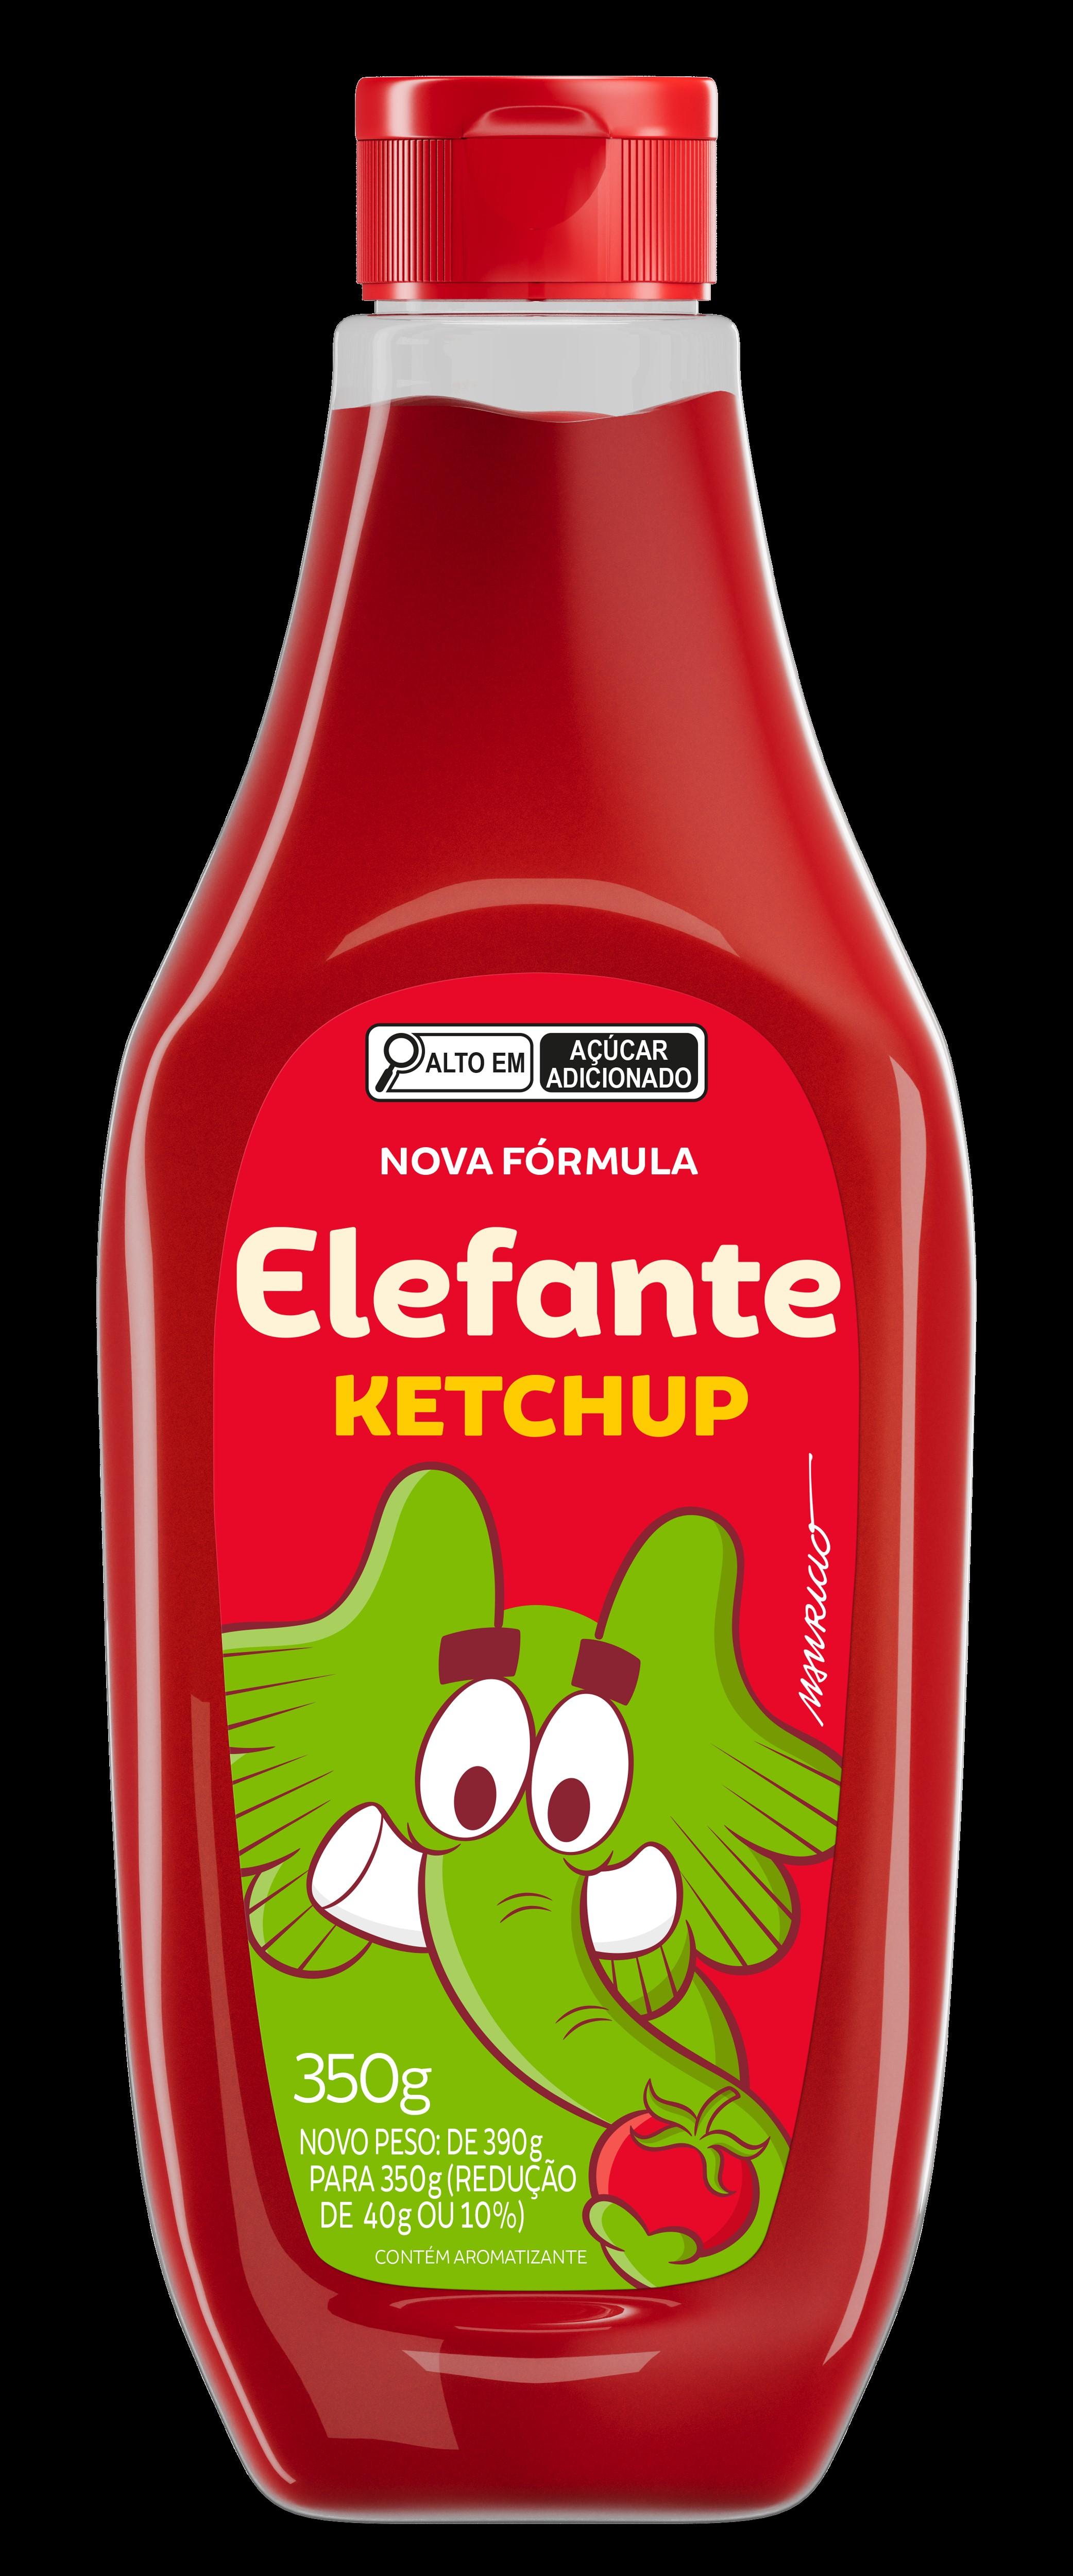 ALTO EM
AÇÚCAR
ADICIONADO
NOVA FÓRMULA
Elefante
KETCHUP
MAURICIO
350g
NOVO PESO: DE 390g
PARA 350g (REDUÇÃO
DE 40g OU 10%)
CONTÉM AROMATIZANTE